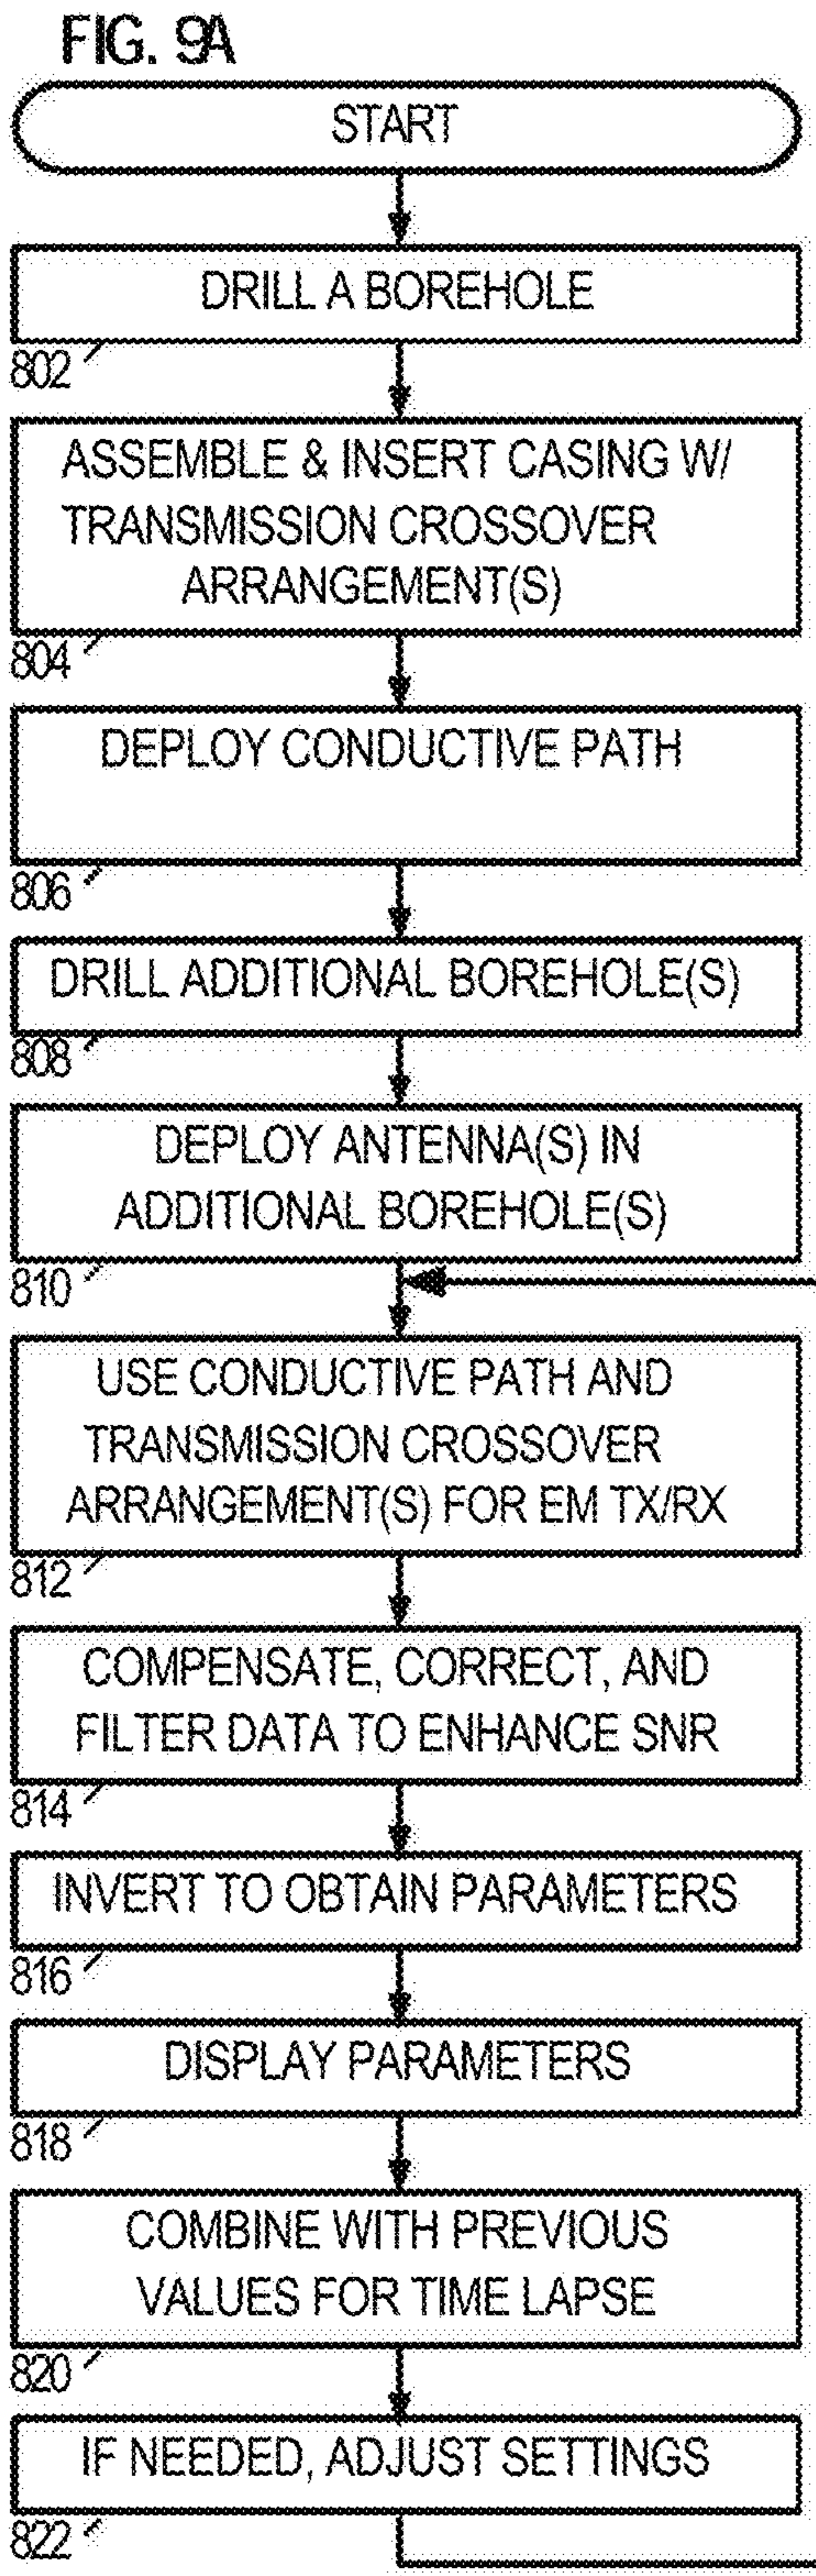 FIG. 9A
START
DRILL A BOREHOLE
802
ASSEMBLE & INSERT CASING W/
TRANSMISSION CROSSOVER
ARRANGEMENT(S)
804
DEPLOY CONDUCTIVE PATH
806
DRILL ADDITIONAL BOREHOLE(S)
808
DEPLOY ANTENNA(S) IN
ADDITIONAL BOREHOLE(S)
810
USE CONDUCTIVE PATH AND
TRANSMISSION CROSSOVER
ARRANGEMENT(S) FOR EM TX/RX
812
COMPENSATE, CORRECT, AND
FILTER DATA TO ENHANCE SNR
814
INVERT TO OBTAIN PARAMETERS
816
DISPLAY PARAMETERS
818
COMBINE WITH PREVIOUS
VALUES FOR TIME LAPSE
820
IF NEEDED, ADJUST SETTINGS
822